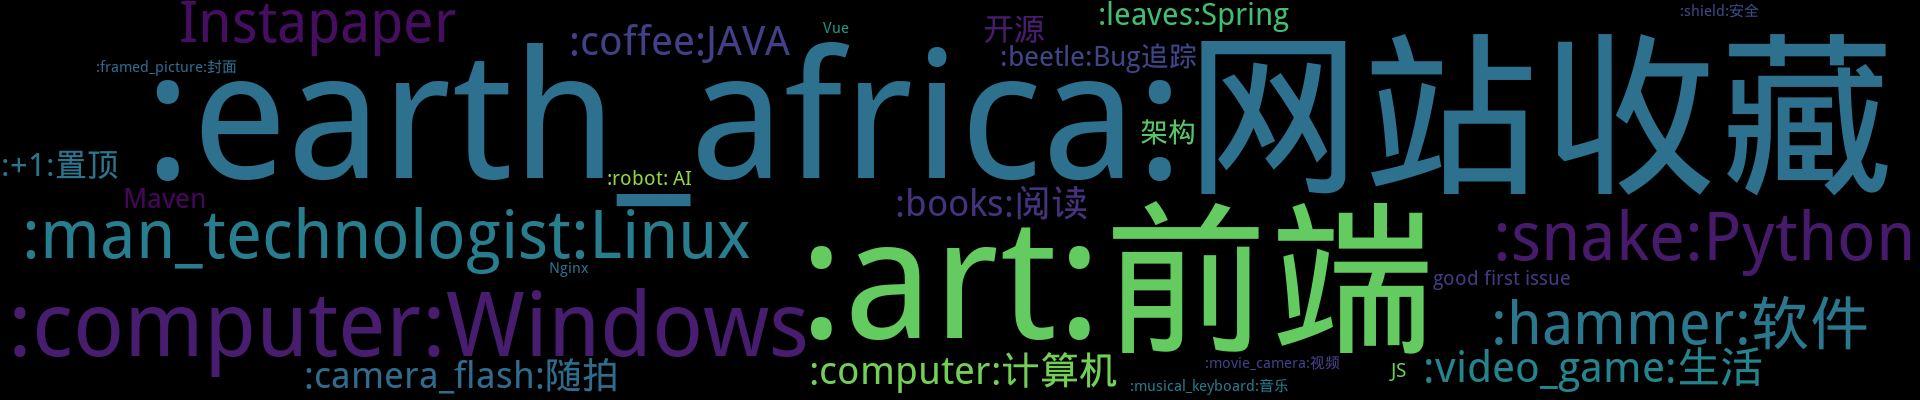 Instapaper
:coffee:JAVA
Vue
开源
:leaves:Spring
:shield:安全
:framed_picture:封面
:beetle:Bug追踪
:earth_africa:网站收藏
架构
:+1:置顶
:robot: AI
Maven
:books:阅读
:man_technologist:Linux
:art:前端
:snake:Python
Nginx
good first issue
:computer:Windows
:hammer:软件
:camera_flash:随拍
:computer:计算机
:movie_camera:视频
JS
:video_game:生活
:musical_keyboard:音乐